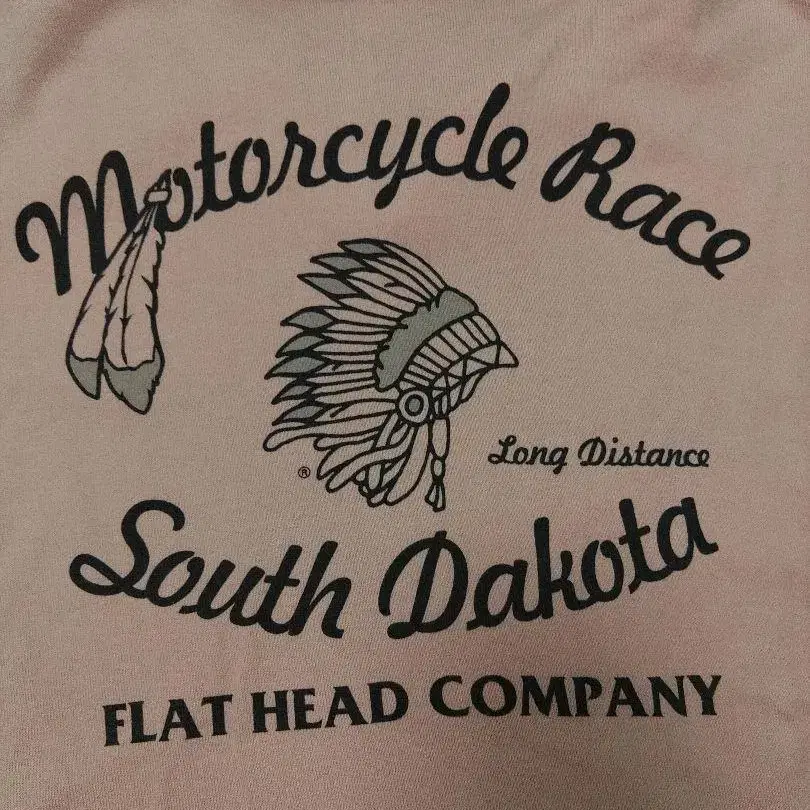 Motorcycle Race
®
Long Distance
South Dakota
FLAT HEAD COMPANY